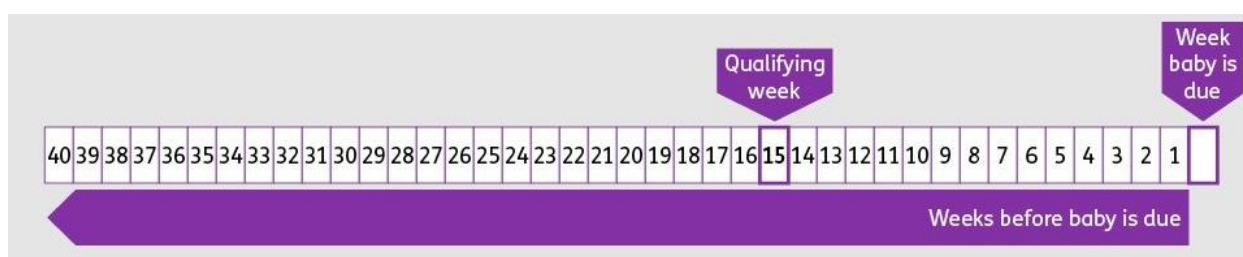 Week
baby is
due
Qualifying
week
40 39 38 37 36 35 34 33 32 31 30 29 28 27 26 25 24 23 22 21 20 19 18 17 16 15 14 13 12 11 10 9 8 7 6 5 4 3 2 1
Weeks before baby is due